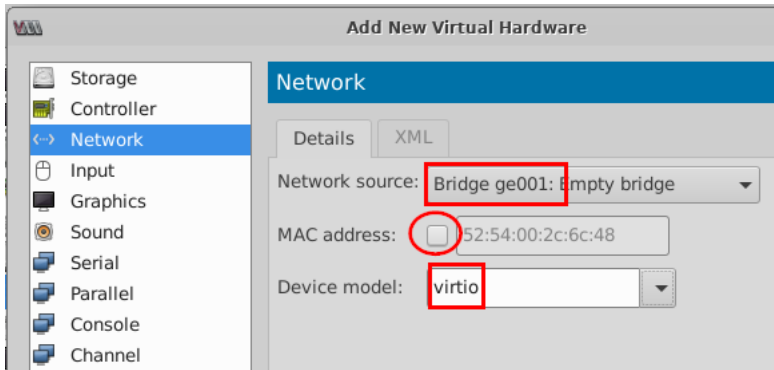 Add New Virtual Hardware
Storage
Controller
Network
Input
Graphics
Sound
Serial
Parallel
Console
Channel
Network
Details XML
Network source: Bridge ge001: Empty bridge
MAC address: 52:54:00:2c:6c:48
Device model: virtio